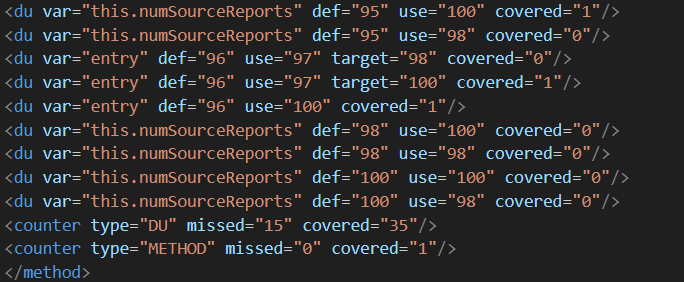 <du var="this.numSourceReports" def="95" use="100" covered="1"/>
<du var="this.numSourceReports" def="95" use="98" covered="0"/>
<du var="entry" def="96" use="97" target="98" covered="0"/>
<du var="entry" def="96" use="97" target="100" covered="1"/>
<du var="entry" def="96" use="100" covered="1"/>
<du var="this.numSourceReports" def="98" use="100" covered="0"/>
<du var="this.numSourceReports" def="98" use="98" covered="0"/>
<du var="this.numSourceReports" def="100" use="100" covered="0"/>
<du var="this.numSourceReports" def="100" use="98" covered="0"/>
<counter type="DU" missed="15" covered="35"/>
<counter type="METHOD" missed="0" covered="1"/>
</method>